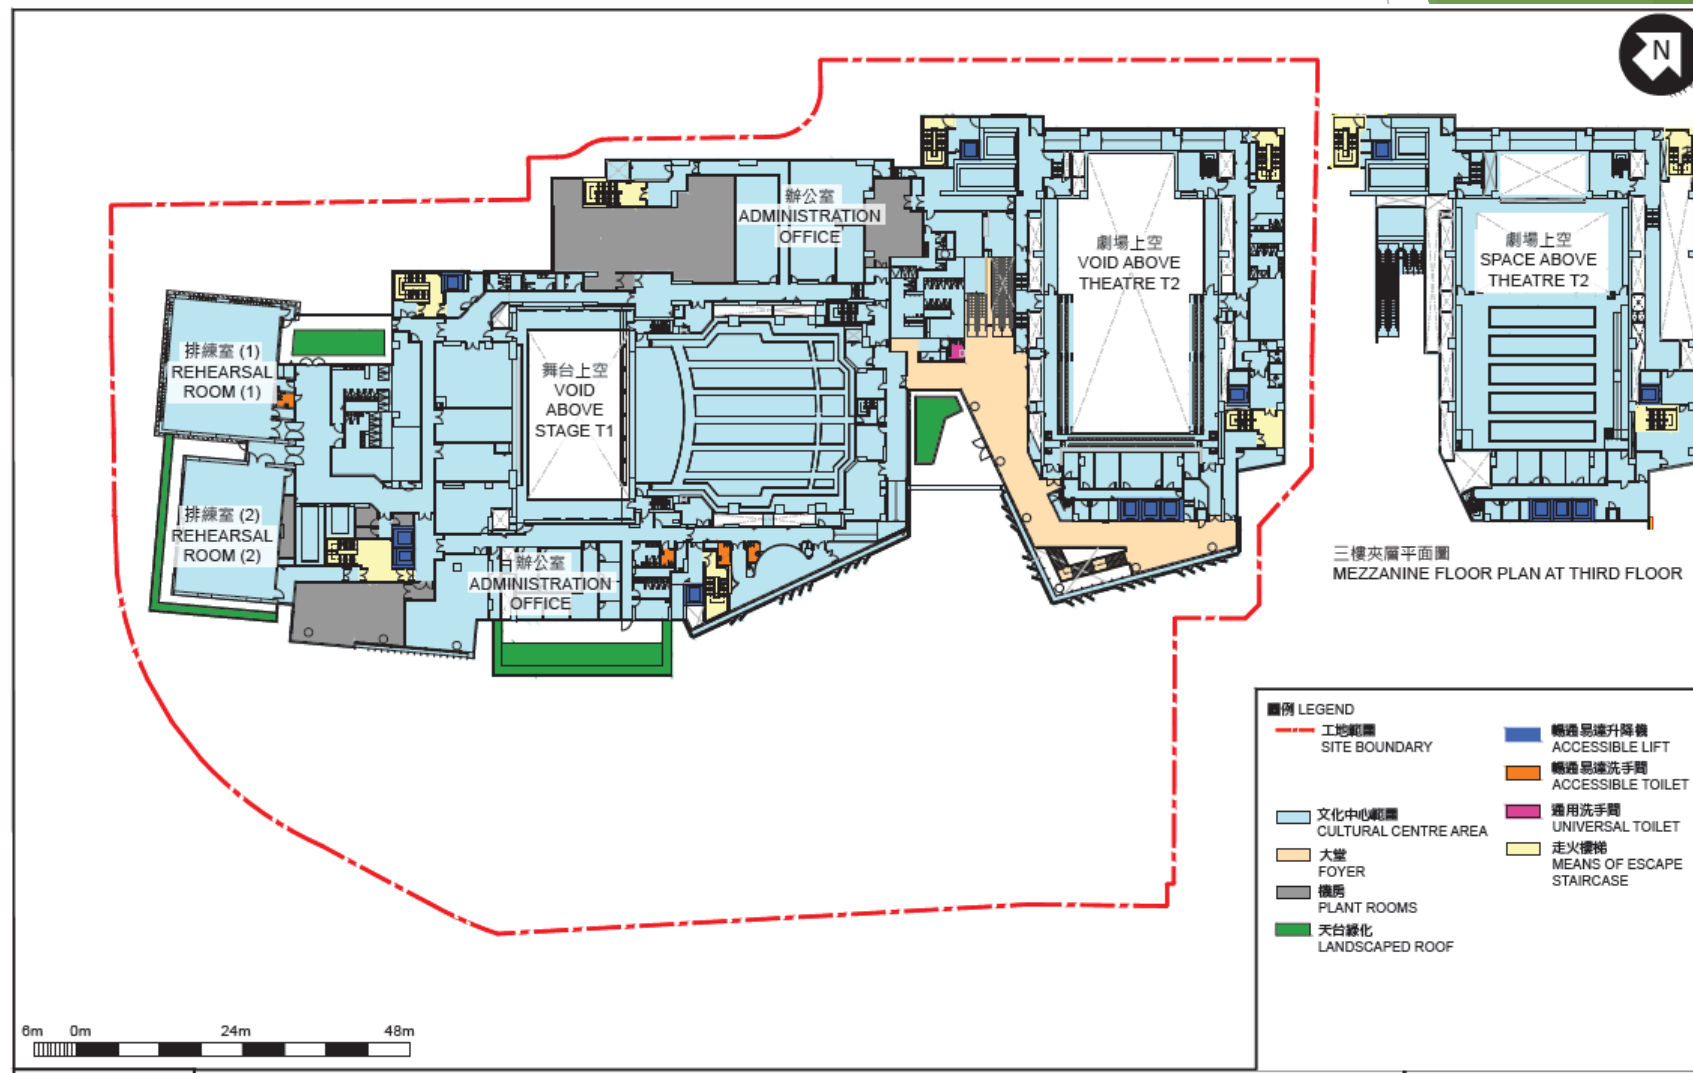 N
辦公室
ADMINISTRATION
OFFICE
劇場上空
VOID ABOVE
THEATRE T2
劇場上空
SPACE ABOVE
THEATRE T2
排練室 (1)
REHEARSAL
ROOM (1)
舞台上空
VOID
ABOVE
STAGE T1
排練室 (2)
REHEARSAL
ROOM (2)
辦公室
ADMINISTRATION
OFFICE
三樓夾層平面圖
MEZZANINE FLOOR PLAN AT THIRD FLOOR
圖例 LEGEND
工地範圍
SITE BOUNDARY
文化中心範圍
CULTURAL CENTRE AREA
大堂
FOYER
機房
PLANT ROOMS
天台綠化
LANDSCAPED ROOF
暢通易達升降機
ACCESSIBLE LIFT
暢通易達洗手間
ACCESSIBLE TOILET
通用洗手間
UNIVERSAL TOILET
走火樓梯
MEANS OF ESCAPE
STAIRCASE
6m 0m 24m 48m